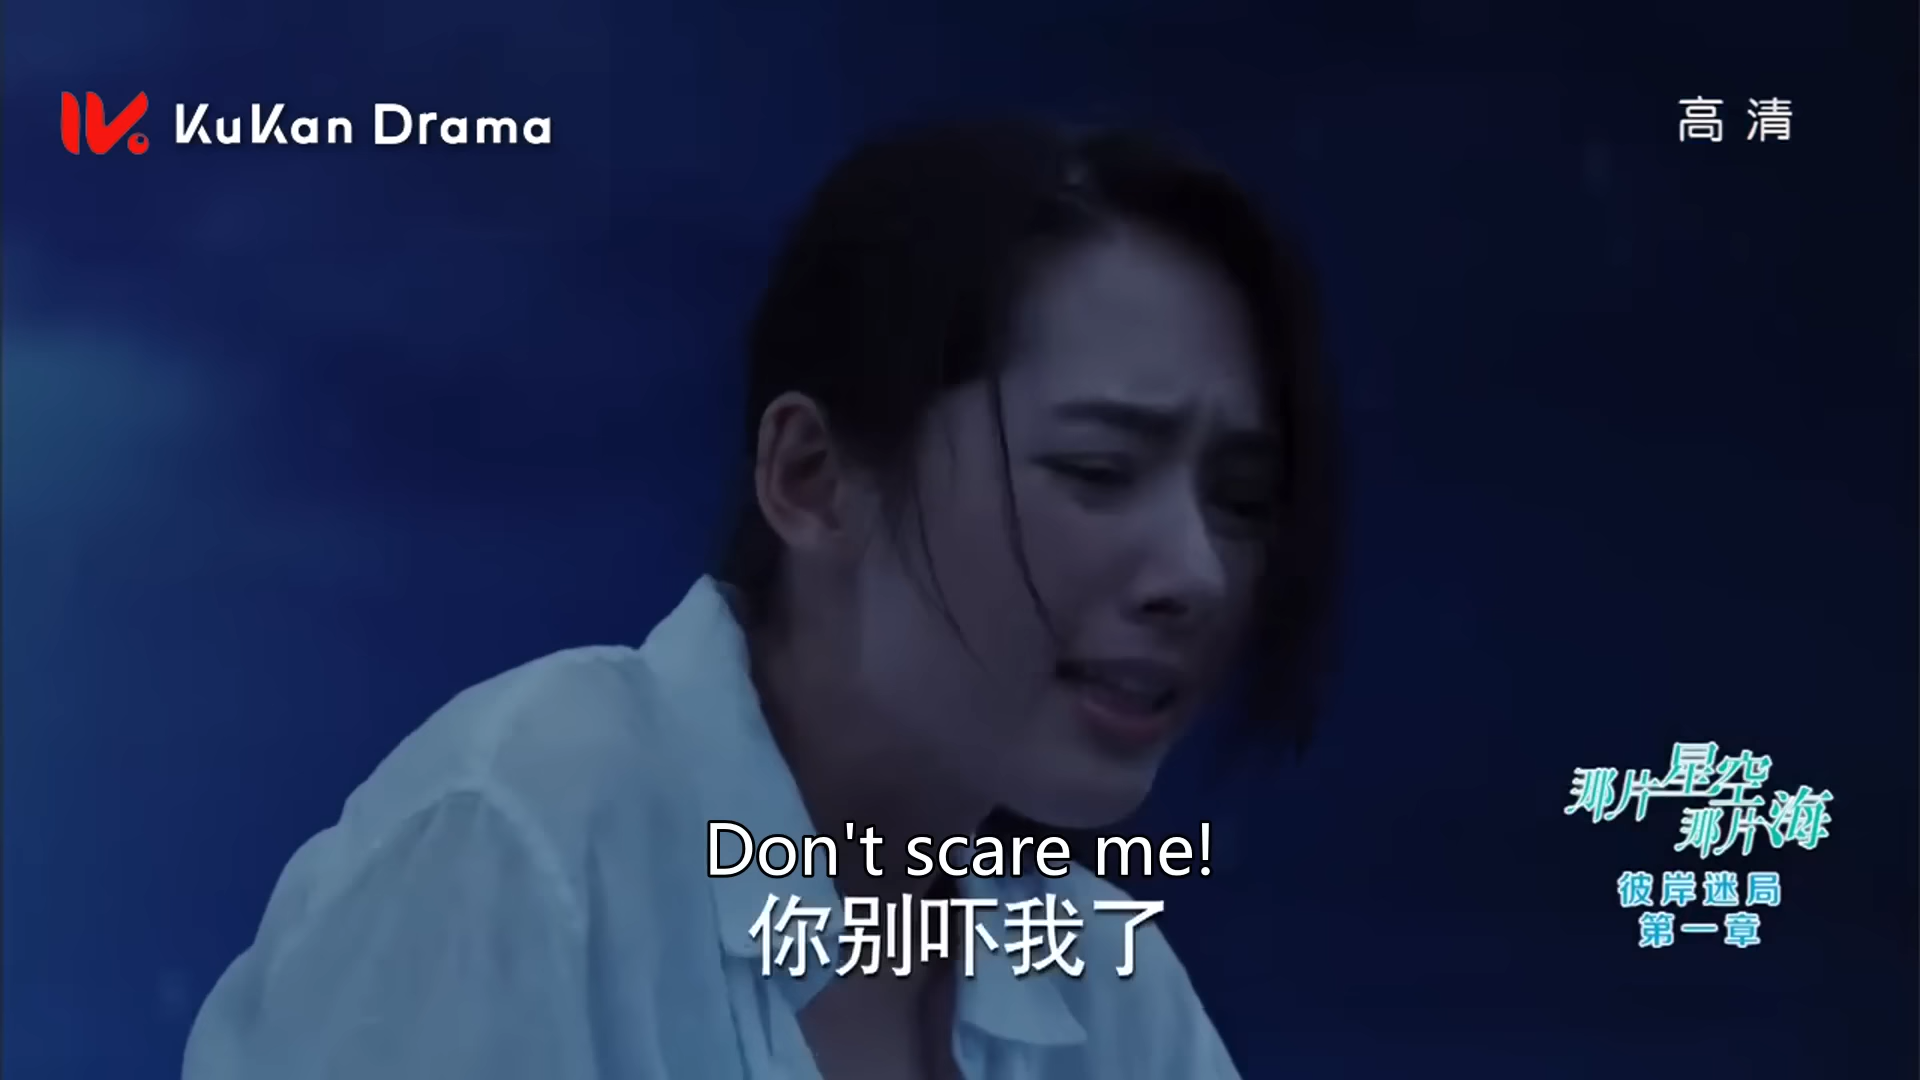 KuKan Drama
高清
那片星空
那片海
彼岸迷局
第一章
Don't scare me!
你别吓我了